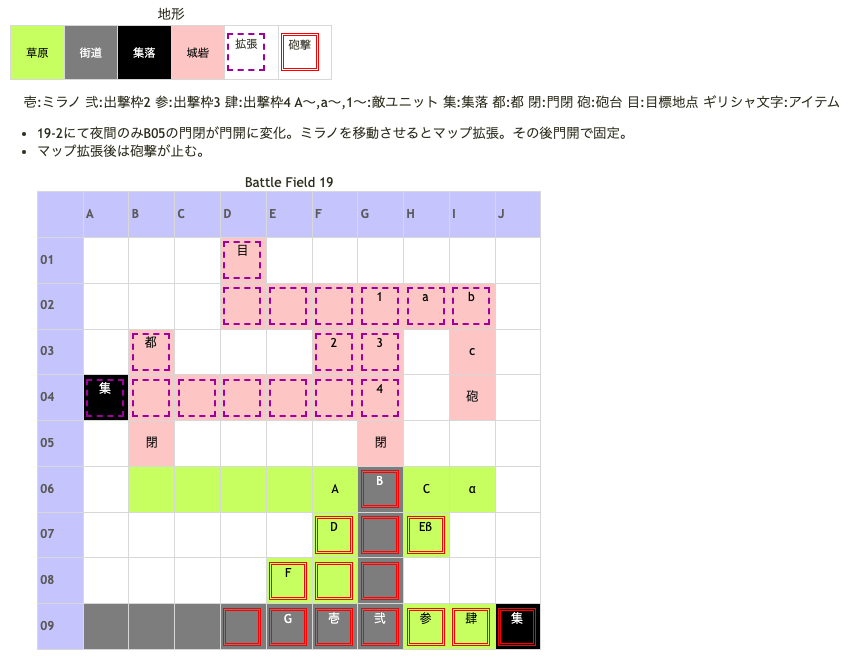 地形
草原 街道 集落 城砦 拡張 砲撃
壱:ミラノ 弐:出撃枠2 参:出撃枠3 肆:出撃枠4 A～,a～,1～:敵ユニット 集:集落 都:都 閉:門閉 砲:砲台 目:目標地点 ギリシャ文字:アイテム
• 19-2にて夜間のみB05の門閉が門開に変化。ミラノを移動させるとマップ拡張。その後門開で固定。
• マップ拡張後は砲撃が止む。
Battle Field 19
A B C D E F G H I J
01 目
02 1 a b
03 都 2 3 c
04 集 4 砲
05 閉 閉
06 A B C α
07 D Eβ
08 F
09 G 壱 弐 参 肆 集